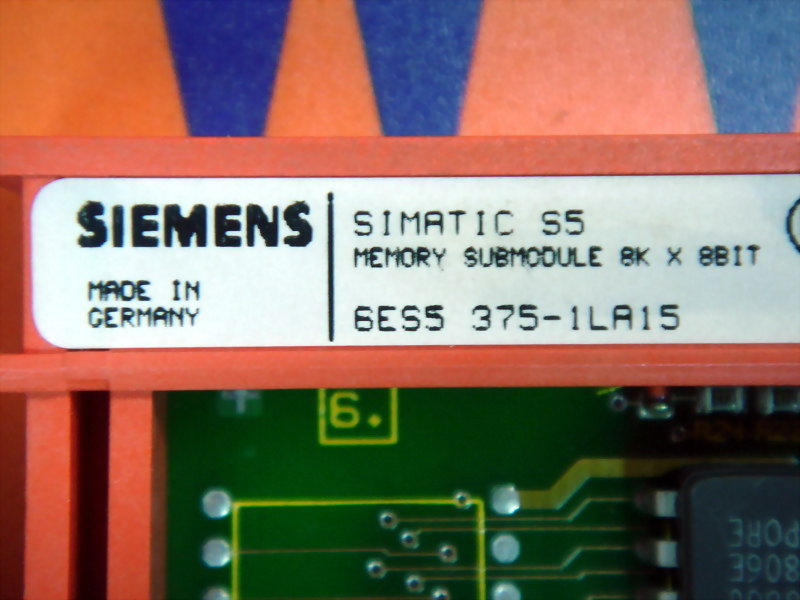 SIEMENS
MADE IN
GERMANY
SIMATIC S5
MEMORY SUBMODULE 8K X 8BIT
6ES5 375-1LA15
6.